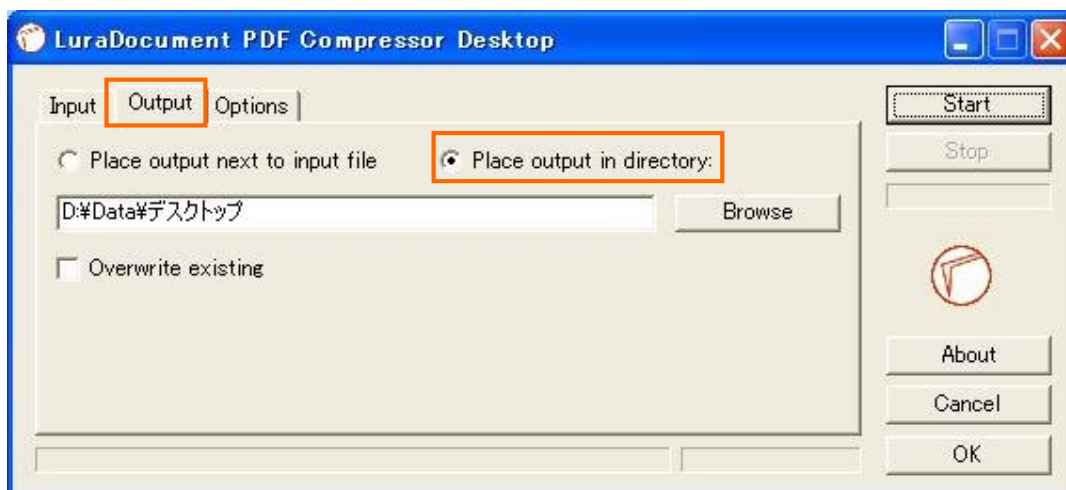 LuraDocument PDF Compressor Desktop
Input Output Options
Place output next to input file Place output in directory:
D:¥Data¥デスクトップ Browse
Overwrite existing
Start
Stop
About
Cancel
OK